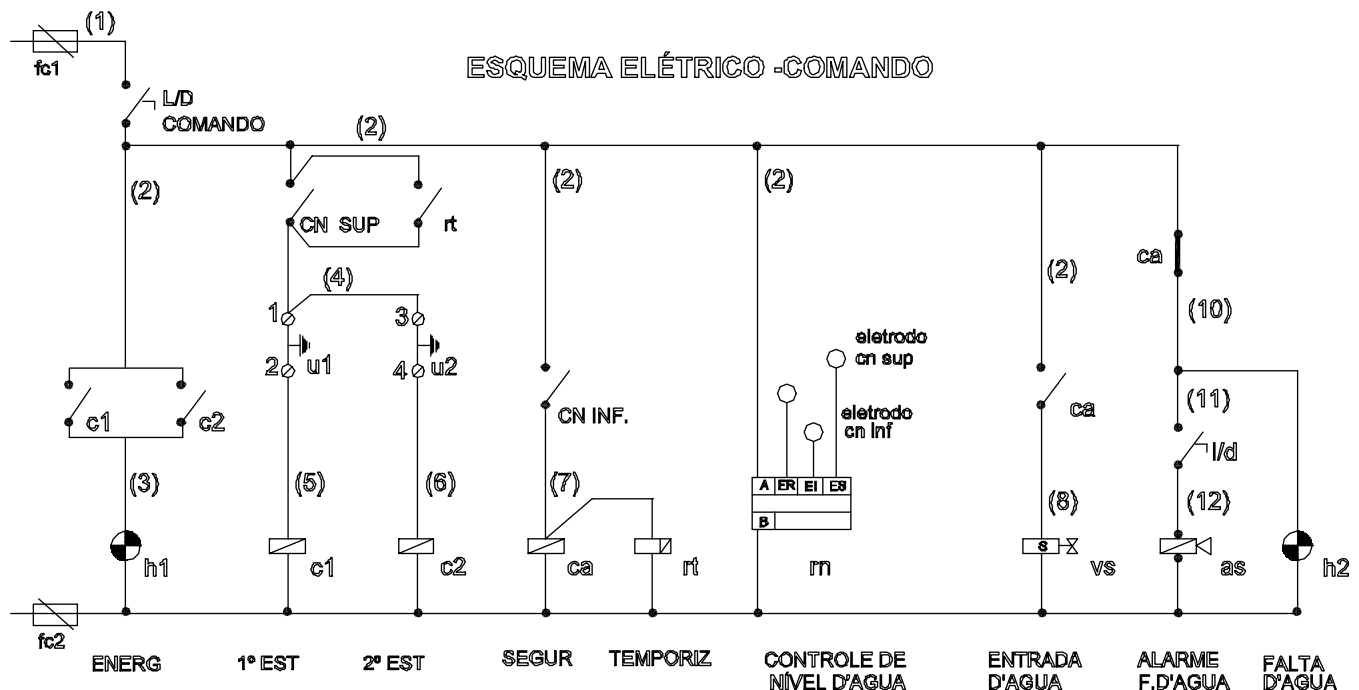 (1)
fc1
ESQUEMA ELÉTRICO -COMANDO
L/D
COMANDO
(2)
(2)
(2)
(2)
CN SUP
rt
ca
(4)
(2)
(10)
1
3
eletrodo
cn sup
2
u1
4
u2
(11)
c1
c2
CN INF.
eletrodo
cn inf
ca
l/d
(3)
(5)
(6)
(7)
A
ER
EI
ES
(8)
(12)
B
S
h1
c1
c2
ca
rt
rn
vs
as
h2
fc2
ENERG
1º EST
2º EST
SEGUR
TEMPORIZ
CONTROLE DE
NÍVEL D'AGUA
ENTRADA
D'AGUA
ALARME
F.D'AGUA
FALTA
D'AGUA